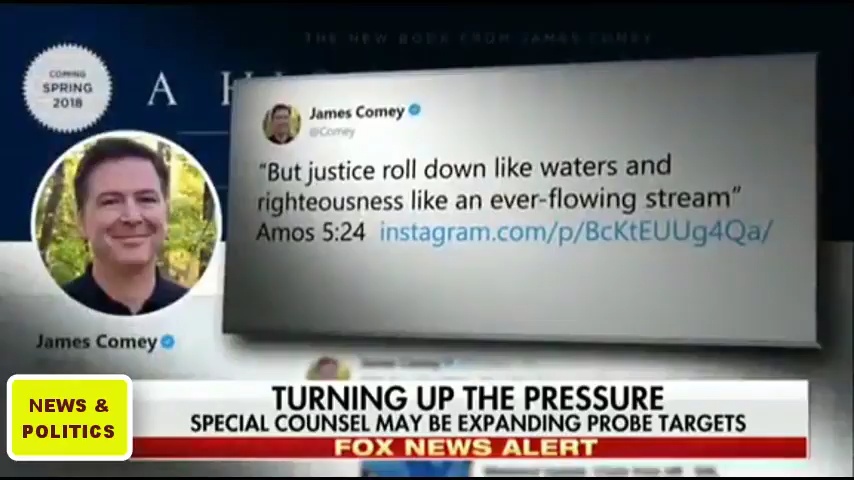 THE NEW BOOK FROM JAMES COMEY
COMING
SPRING
2018
A
James Comey
@Comey
"But justice roll down like waters and
righteousness like an ever-flowing stream"
Amos 5:24 instagram.com/p/BcKtEUUg4Qa/
James Comey
James Comey
NEWS &
POLITICS
TURNING UP THE PRESSURE
SPECIAL COUNSEL MAY BE EXPANDING PROBE TARGETS
FOX NEWS ALERT